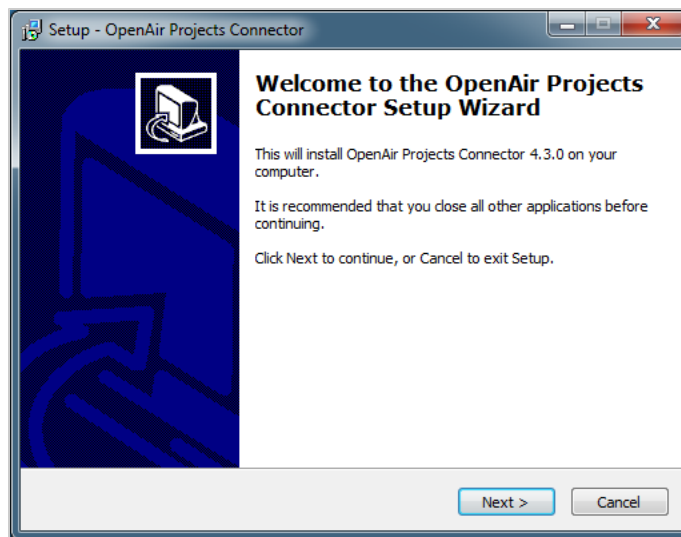 Setup - OpenAir Projects Connector
Welcome to the OpenAir Projects
Connector Setup Wizard
This will install OpenAir Projects Connector 4.3.0 on your
computer.
It is recommended that you close all other applications before
continuing.
Click Next to continue, or Cancel to exit Setup.
Next >
Cancel